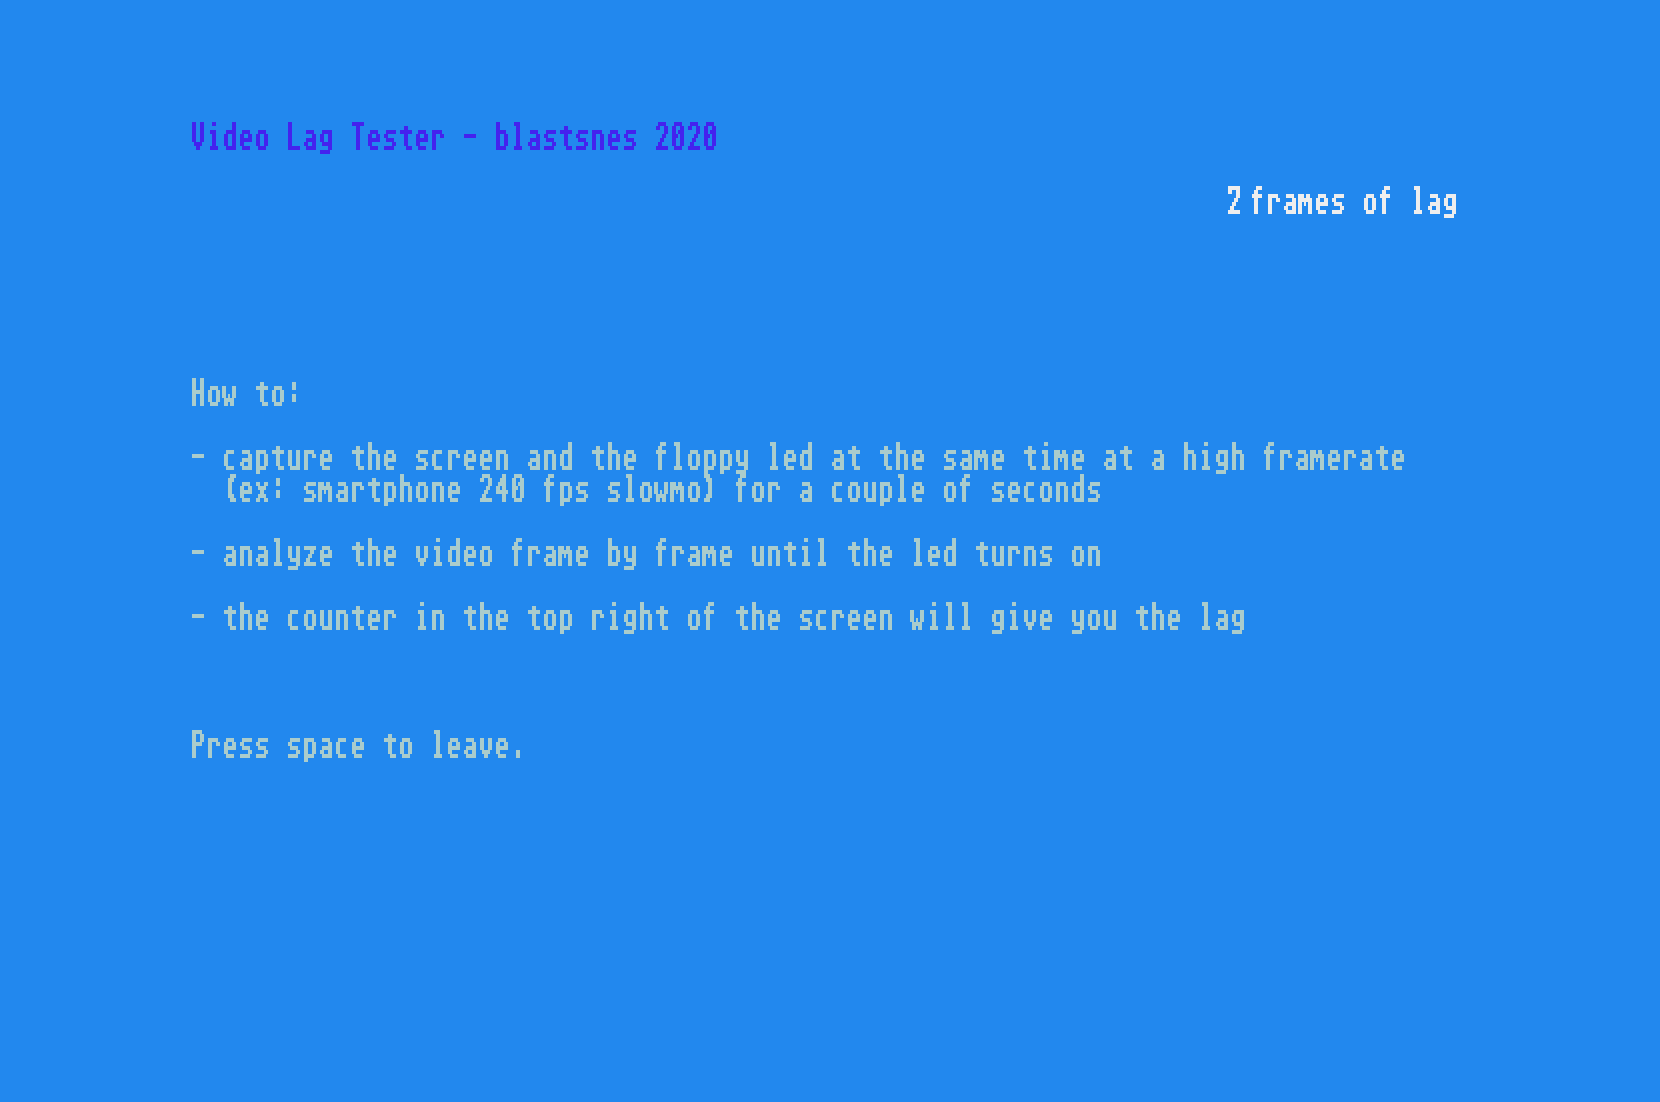 Video Lag Tester - blastsnes 2020
2 frames of lag
How to:
- capture the screen and the floppy led at the same time at a high framerate
(ex: smartphone 240 fps slowmo) for a couple of seconds
- analyze the video frame by frame until the led turns on
- the counter in the top right of the screen will give you the lag
Press space to leave.